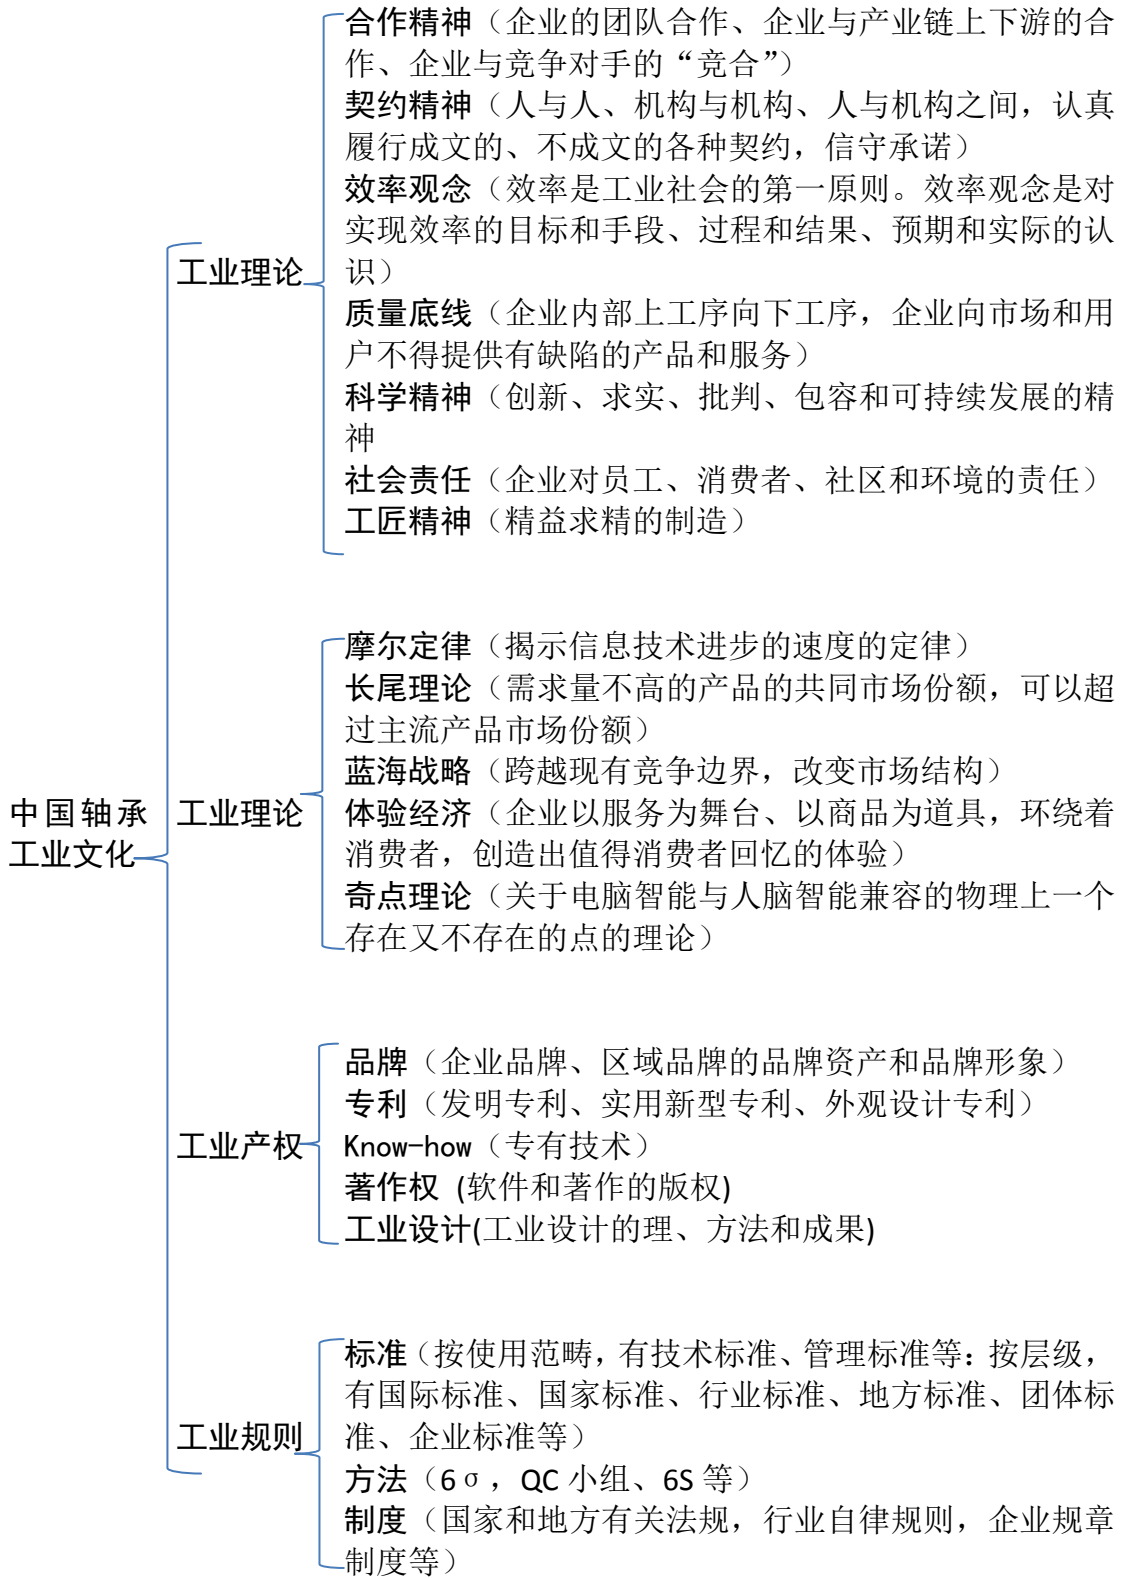 合作精神（企业的团队合作、企业与产业链上下游的合
作、企业与竞争对手的“竞合”）
契约精神（人与人、机构与机构、人与机构之间，认真
履行成文的、不成文的各种契约，信守承诺）
效率观念（效率是工业社会的第一原则。效率观念是对
实现效率的目标和手段、过程和结果、预期和实际的认
工业理论
识）
质量底线（企业内部上工序向下工序，企业向市场和用
户不得提供有缺陷的产品和服务）
科学精神（创新、求实、批判、包容和可持续发展的精
神
社会责任（企业对员工、消费者、社区和环境的责任）
工匠精神（精益求精的制造）
摩尔定律（揭示信息技术进步的速度的定律）
长尾理论（需求量不高的产品的共同市场份额，可以超
过主流产品市场份额）
蓝海战略（跨越现有竞争边界，改变市场结构）
中国轴承
工业文化
工业理论
体验经济（企业以服务为舞台、以商品为道具，环绕着
消费者，创造出值得消费者回忆的体验）
奇点理论（关于电脑智能与人脑智能兼容的物理上一个
存在又不存在的点的理论）
品牌（企业品牌、区域品牌的品牌资产和品牌形象）
专利（发明专利、实用新型专利、外观设计专利）
工业产权
Know-how（专有技术）
著作权 (软件和著作的版权)
工业设计(工业设计的理、方法和成果)
标准（按使用范畴，有技术标准、管理标准等：按层级，
有国际标准、国家标准、行业标准、地方标准、团体标
工业规则
准、企业标准等）
方法（6σ，QC 小组、6S 等）
制度（国家和地方有关法规，行业自律规则，企业规章
制度等）